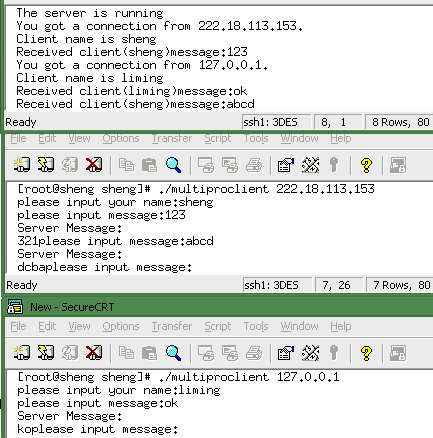 The server is running
You got a connection from 222.18.113.153.
Client name is sheng
Received client(sheng)message:123
You got a connection from 127.0.0.1.
Client name is liming
Received client(liming)message:ok
Received client(sheng)message:abcd
Ready ssh1: 3DES 8, 1 8 Rows, 80
File Edit View Options Transfer Script Tools Window Help
[root@sheng sheng]# ./multiproclient 222.18.113.153
please input your name:sheng
please input message:123
Server Message:
321please input message:abcd
Server Message:
dcbaplease input message:
Ready ssh1: 3DES 7, 26 7 Rows, 80
New - SecureCRT
File Edit View Options Transfer Script Tools Window Help
[root@sheng sheng]# ./multiproclient 127.0.0.1
please input your name:liming
please input message:ok
Server Message:
koplease input message: